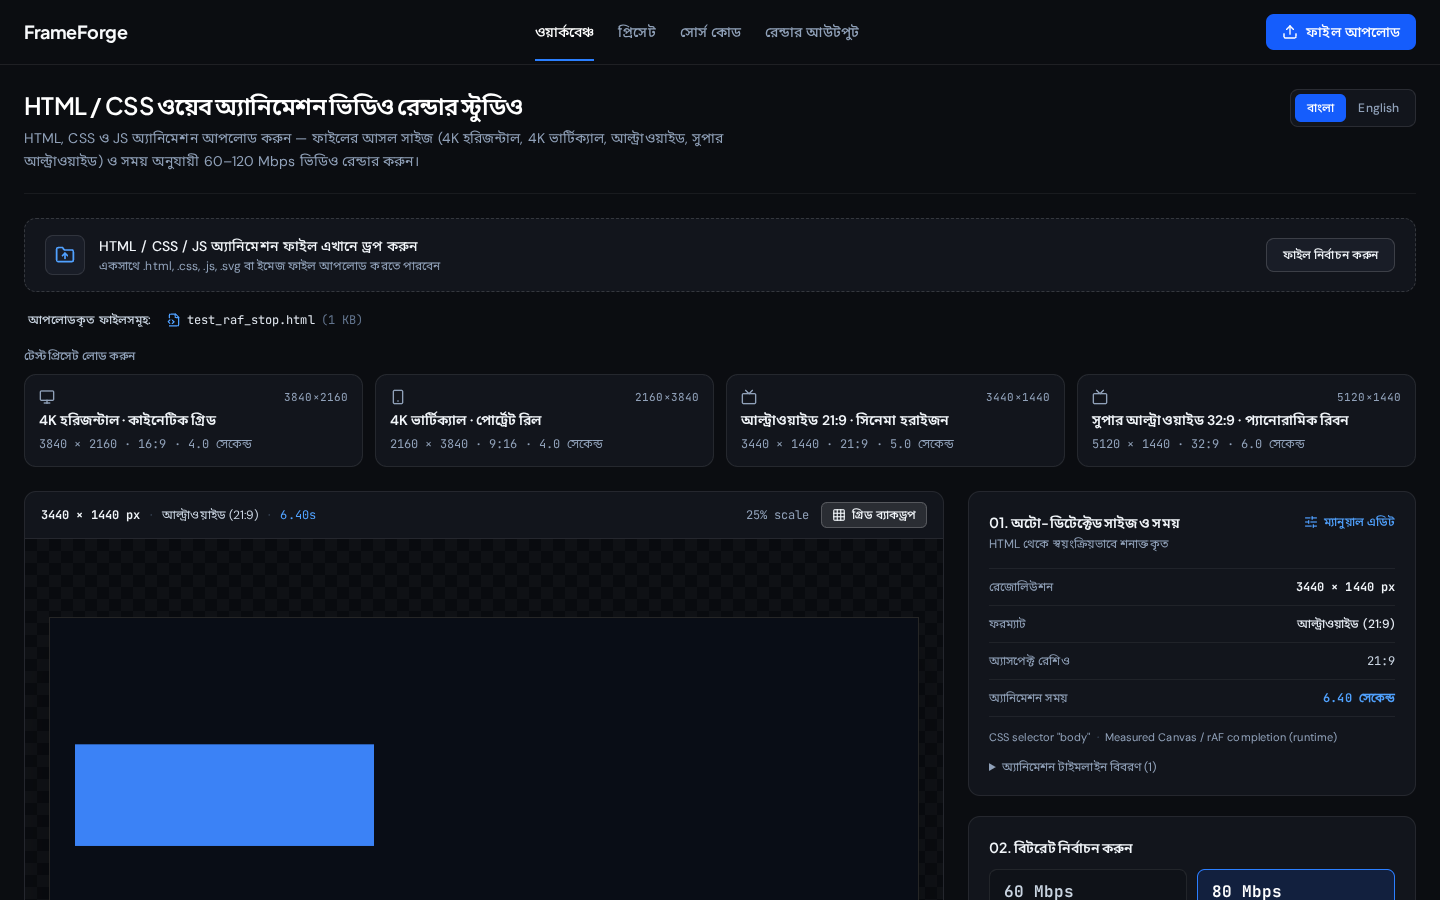 FrameForge
ওয়ার্কবেঞ্চ
প্রিসেট
সোর্স কোড
রেন্ডার আউটপুট
ফাইল আপলোড
HTML / CSS ওয়েব অ্যানিমেশন ভিডিও রেন্ডার স্টুডিও
বাংলা
English
HTML, CSS ও JS অ্যানিমেশন আপলোড করুন — ফাইলের আসল সাইজ (4K হরিজন্টাল, 4K ভার্টিক্যাল, আল্ট্রাওয়াইড, সুপার
আল্ট্রাওয়াইড) ও সময় অনুযায়ী 60–120 Mbps ভিডিও রেন্ডার করুন।
HTML / CSS / JS অ্যানিমেশন ফাইল এখানে ড্রপ করুন
একসাথে .html, .css, .js, .svg বা ইমেজ ফাইল আপলোড করতে পারবেন
ফাইল নির্বাচন করুন
আপলোডকৃত ফাইলসমূহ:
test_raf_stop.html (1 KB)
টেস্ট প্রিসেট লোড করুন
3840×2160
4K হরিজন্টাল · কাইনেটিক গ্রিড
3840 × 2160 · 16:9 · 4.0 সেকেন্ড
2160×3840
4K ভার্টিক্যাল · পোর্ট্রেট রিল
2160 × 3840 · 9:16 · 4.0 সেকেন্ড
3440×1440
আল্ট্রাওয়াইড 21:9 · সিনেমা হরাইজন
3440 × 1440 · 21:9 · 5.0 সেকেন্ড
5120×1440
সুপার আল্ট্রাওয়াইড 32:9 · প্যানোরামিক রিবন
5120 × 1440 · 32:9 · 6.0 সেকেন্ড
3440 × 1440 px · আল্ট্রাওয়াইড (21:9) · 6.40s
25% scale
গ্রিড ব্যাকড্রপ
01. অটো-ডিটেক্টেড সাইজ ও সময়
HTML থেকে স্বয়ংক্রিয়ভাবে শনাক্তকৃত
ম্যানুয়াল এডিট
রেজোলিউশন
3440 × 1440 px
ফরম্যাট
আল্ট্রাওয়াইড (21:9)
অ্যাসপেক্ট রেশিও
21:9
অ্যানিমেশন সময়
6.40 সেকেন্ড
CSS selector "body" · Measured Canvas / rAF completion (runtime)
অ্যানিমেশন টাইমলাইন বিবরণ (1)
02. বিটরেট নির্বাচন করুন
60 Mbps
80 Mbps